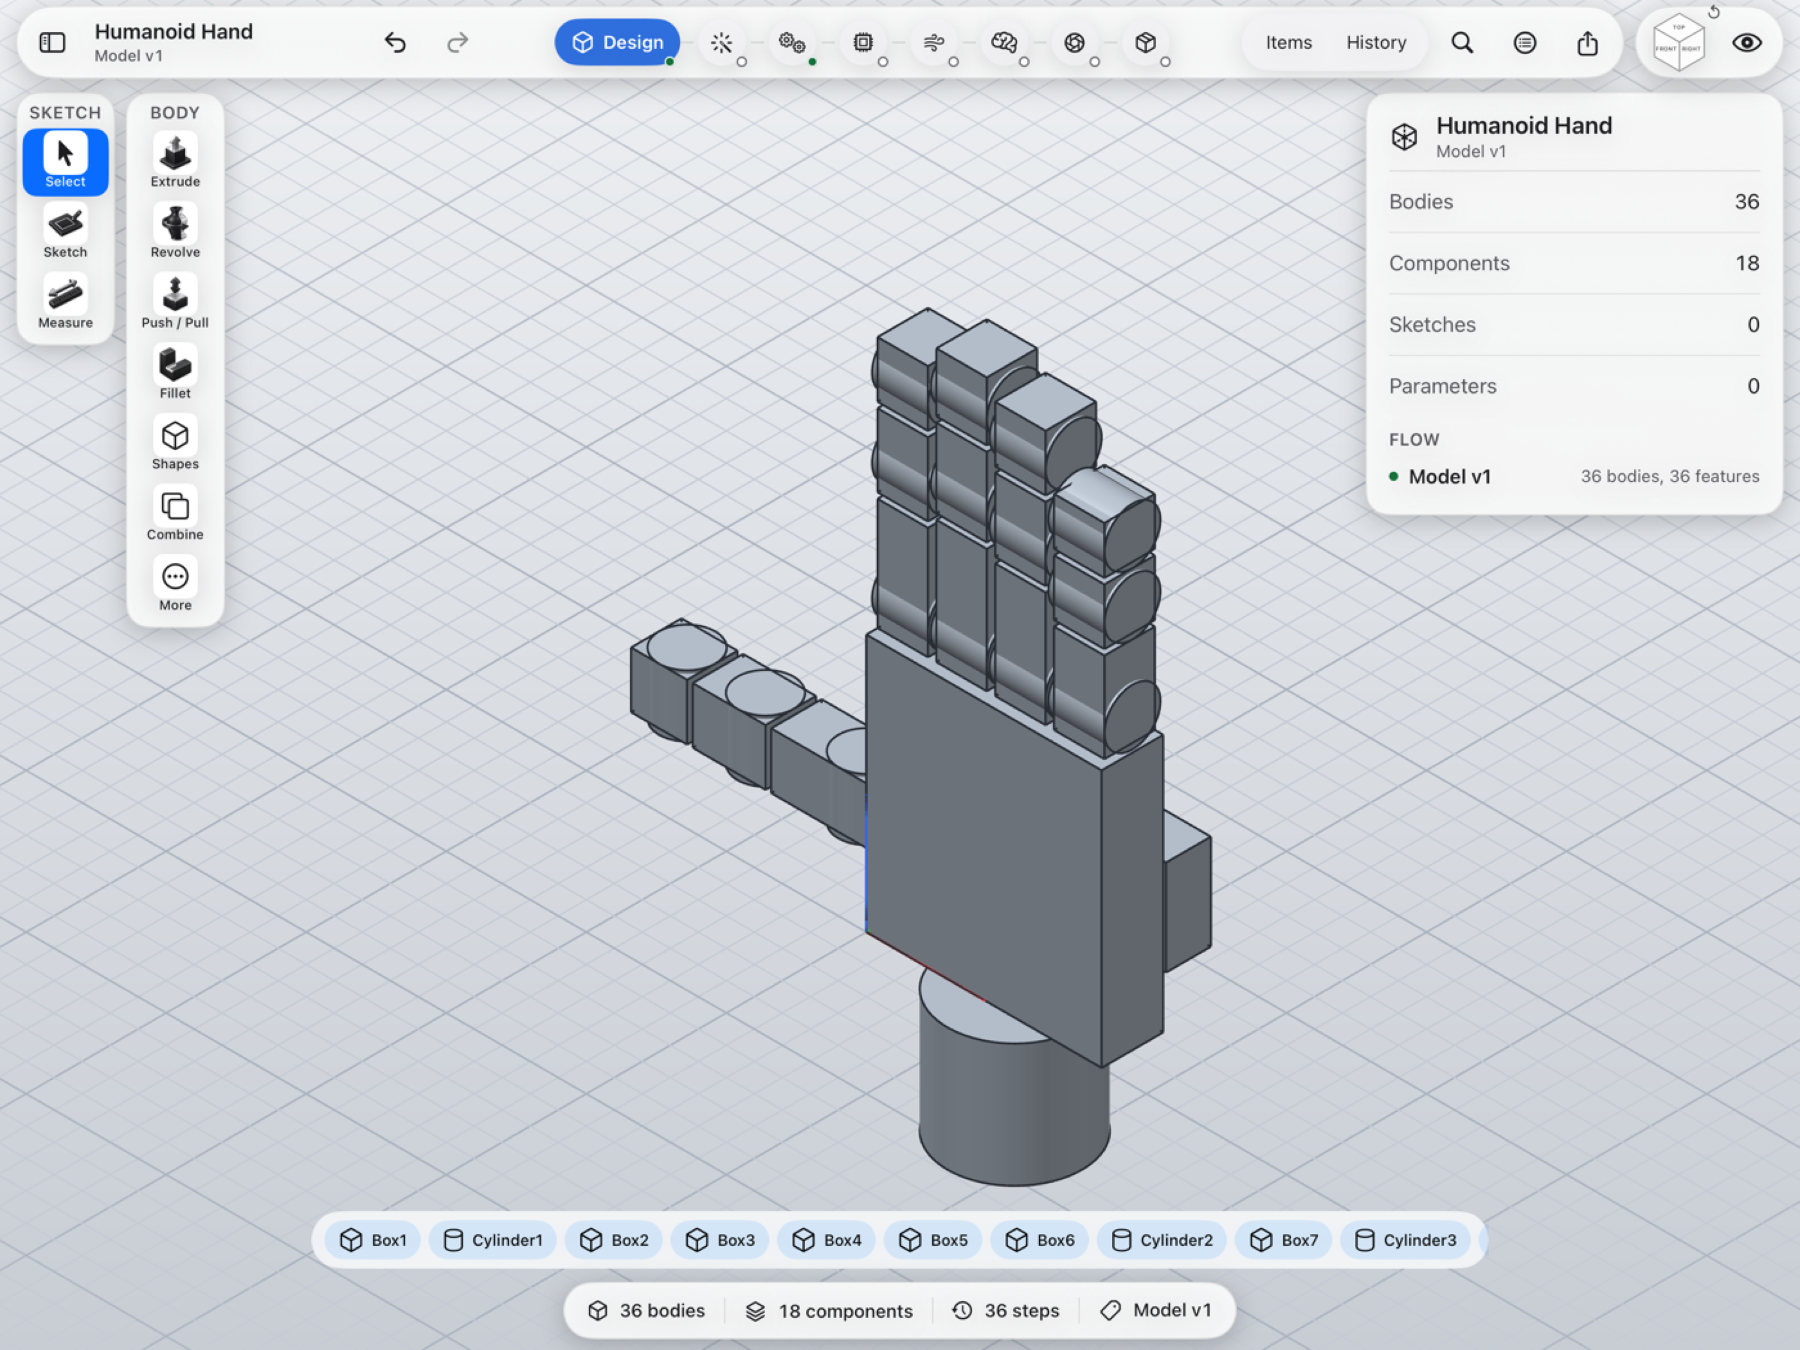 Humanoid Hand
Model v1
Design
Items
History
TOP
FRONT
RIGHT
SKETCH
Select
Sketch
Measure
BODY
Extrude
Revolve
Push / Pull
Fillet
Shapes
Combine
More
Humanoid Hand
Model v1
Bodies 36
Components 18
Sketches 0
Parameters 0
FLOW
Model v1 36 bodies, 36 features
Box1 Cylinder1 Box2 Box3 Box4 Box5 Box6 Cylinder2 Box7 Cylinder3
36 bodies 18 components 36 steps Model v1